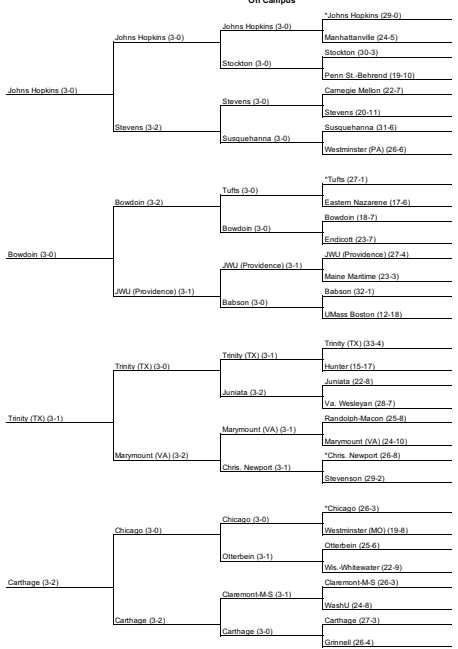 On Campus
*Johns Hopkins (29-0)
Johns Hopkins (3-0)
Johns Hopkins (3-0)
Manhattanville (24-5)
Stockton (30-3)
Stockton (3-0)
Penn St.-Behrend (19-10)
Johns Hopkins (3-0)
Carnegie Mellon (22-7)
Stevens (3-0)
Stevens (20-11)
Stevens (3-2)
Susquehanna (31-6)
Susquehanna (3-0)
Westminster (PA) (26-6)
*Tufts (27-1)
Tufts (3-0)
Eastern Nazarene (17-6)
Bowdoin (3-2)
Bowdoin (18-7)
Bowdoin (3-0)
Endicott (23-7)
Bowdoin (3-0)
JWU (Providence) (27-4)
JWU (Providence) (3-1)
Maine Maritime (23-3)
JWU (Providence) (3-1)
Babson (32-1)
Babson (3-0)
UMass Boston (12-18)
Trinity (TX) (33-4)
Trinity (TX) (3-1)
Hunter (15-17)
Trinity (TX) (3-0)
Juniata (22-8)
Juniata (3-2)
Va. Wesleyan (28-7)
Trinity (TX) (3-1)
Randolph-Macon (25-8)
Marymount (VA) (3-1)
Marymount (VA) (24-10)
Marymount (VA) (3-2)
*Chris. Newport (26-8)
Chris. Newport (3-1)
Stevenson (29-2)
*Chicago (26-3)
Chicago (3-0)
Westminster (MO) (19-8)
Chicago (3-0)
Otterbein (25-6)
Otterbein (3-1)
Wis.-Whitewater (22-9)
Carthage (3-2)
Claremont-M-S (26-3)
Claremont-M-S (3-1)
WashU (24-8)
Carthage (3-2)
Carthage (27-3)
Carthage (3-0)
Grinnell (26-4)